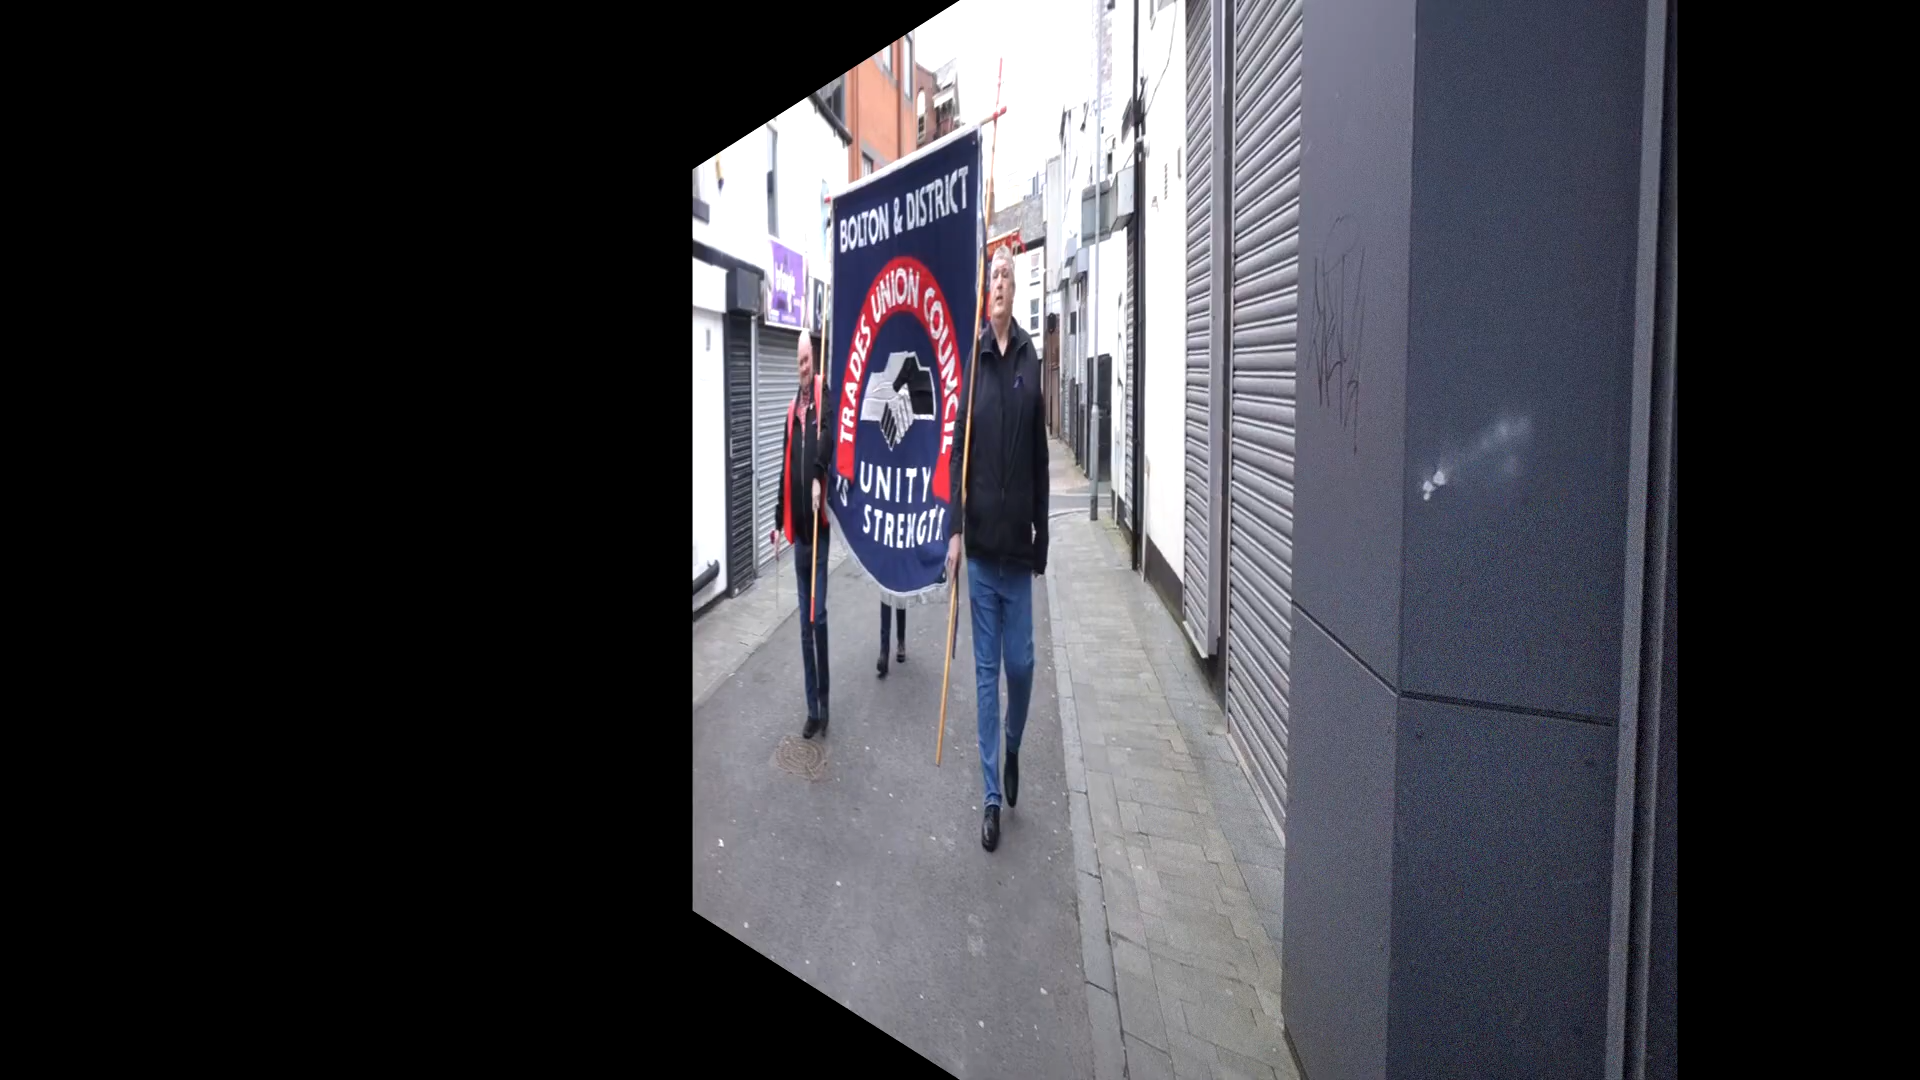 BOLTON & DISTRICT
TRADES UNION COUNCIL
UNITY
IS STRENGTH